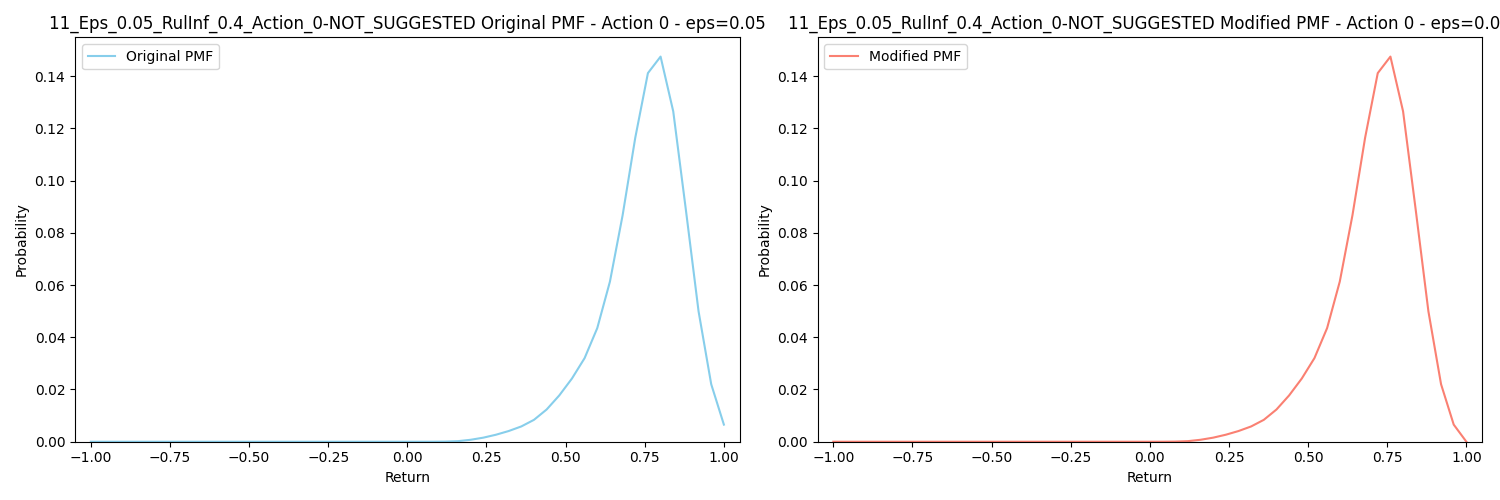 11_Eps_0.05_RulInf_0.4_Action_0-NOT_SUGGESTED Original PMF - Action 0 - eps=0.05
Original PMF
0.14
0.12
0.10
0.08
0.06
0.04
0.02
0.00
Probability
−1.00 −0.75 −0.50 −0.25 0.00 0.25 0.50 0.75 1.00
Return
11_Eps_0.05_RulInf_0.4_Action_0-NOT_SUGGESTED Modified PMF - Action 0 - eps=0.0
Modified PMF
0.14
0.12
0.10
0.08
0.06
0.04
0.02
0.00
Probability
−1.00 −0.75 −0.50 −0.25 0.00 0.25 0.50 0.75 1.00
Return